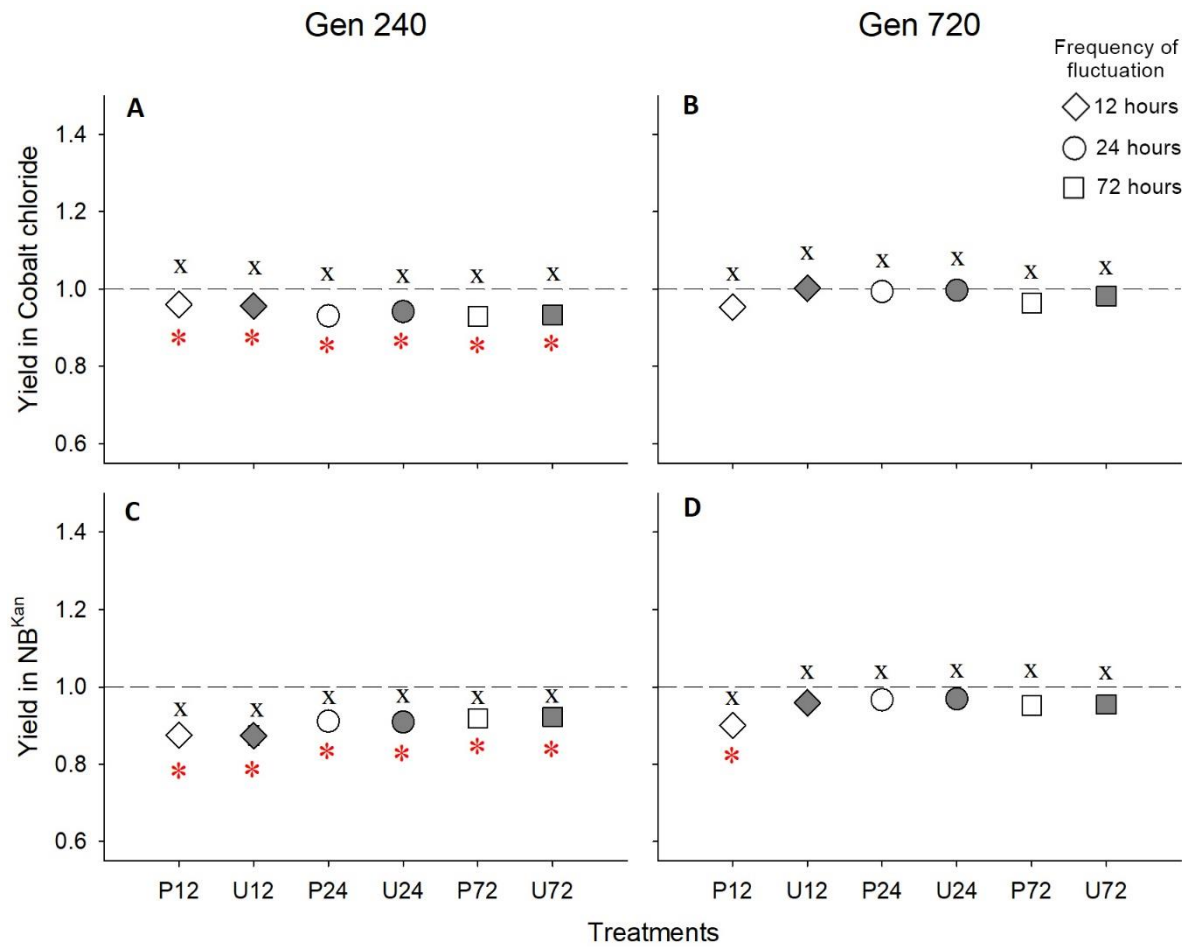 Gen 240
Gen 720
Frequency of
fluctuation
12 hours
24 hours
72 hours
A
B
Yield in Cobalt chloride
1.4
1.2
1.0
0.8
0.6
x x x x x x
* * * * * *
x x x x x x
C
D
Yield in NB^Kan
1.4
1.2
1.0
0.8
0.6
x x x x x x
* * * * * *
x x x x x x
*
P12 U12 P24 U24 P72 U72
P12 U12 P24 U24 P72 U72
Treatments